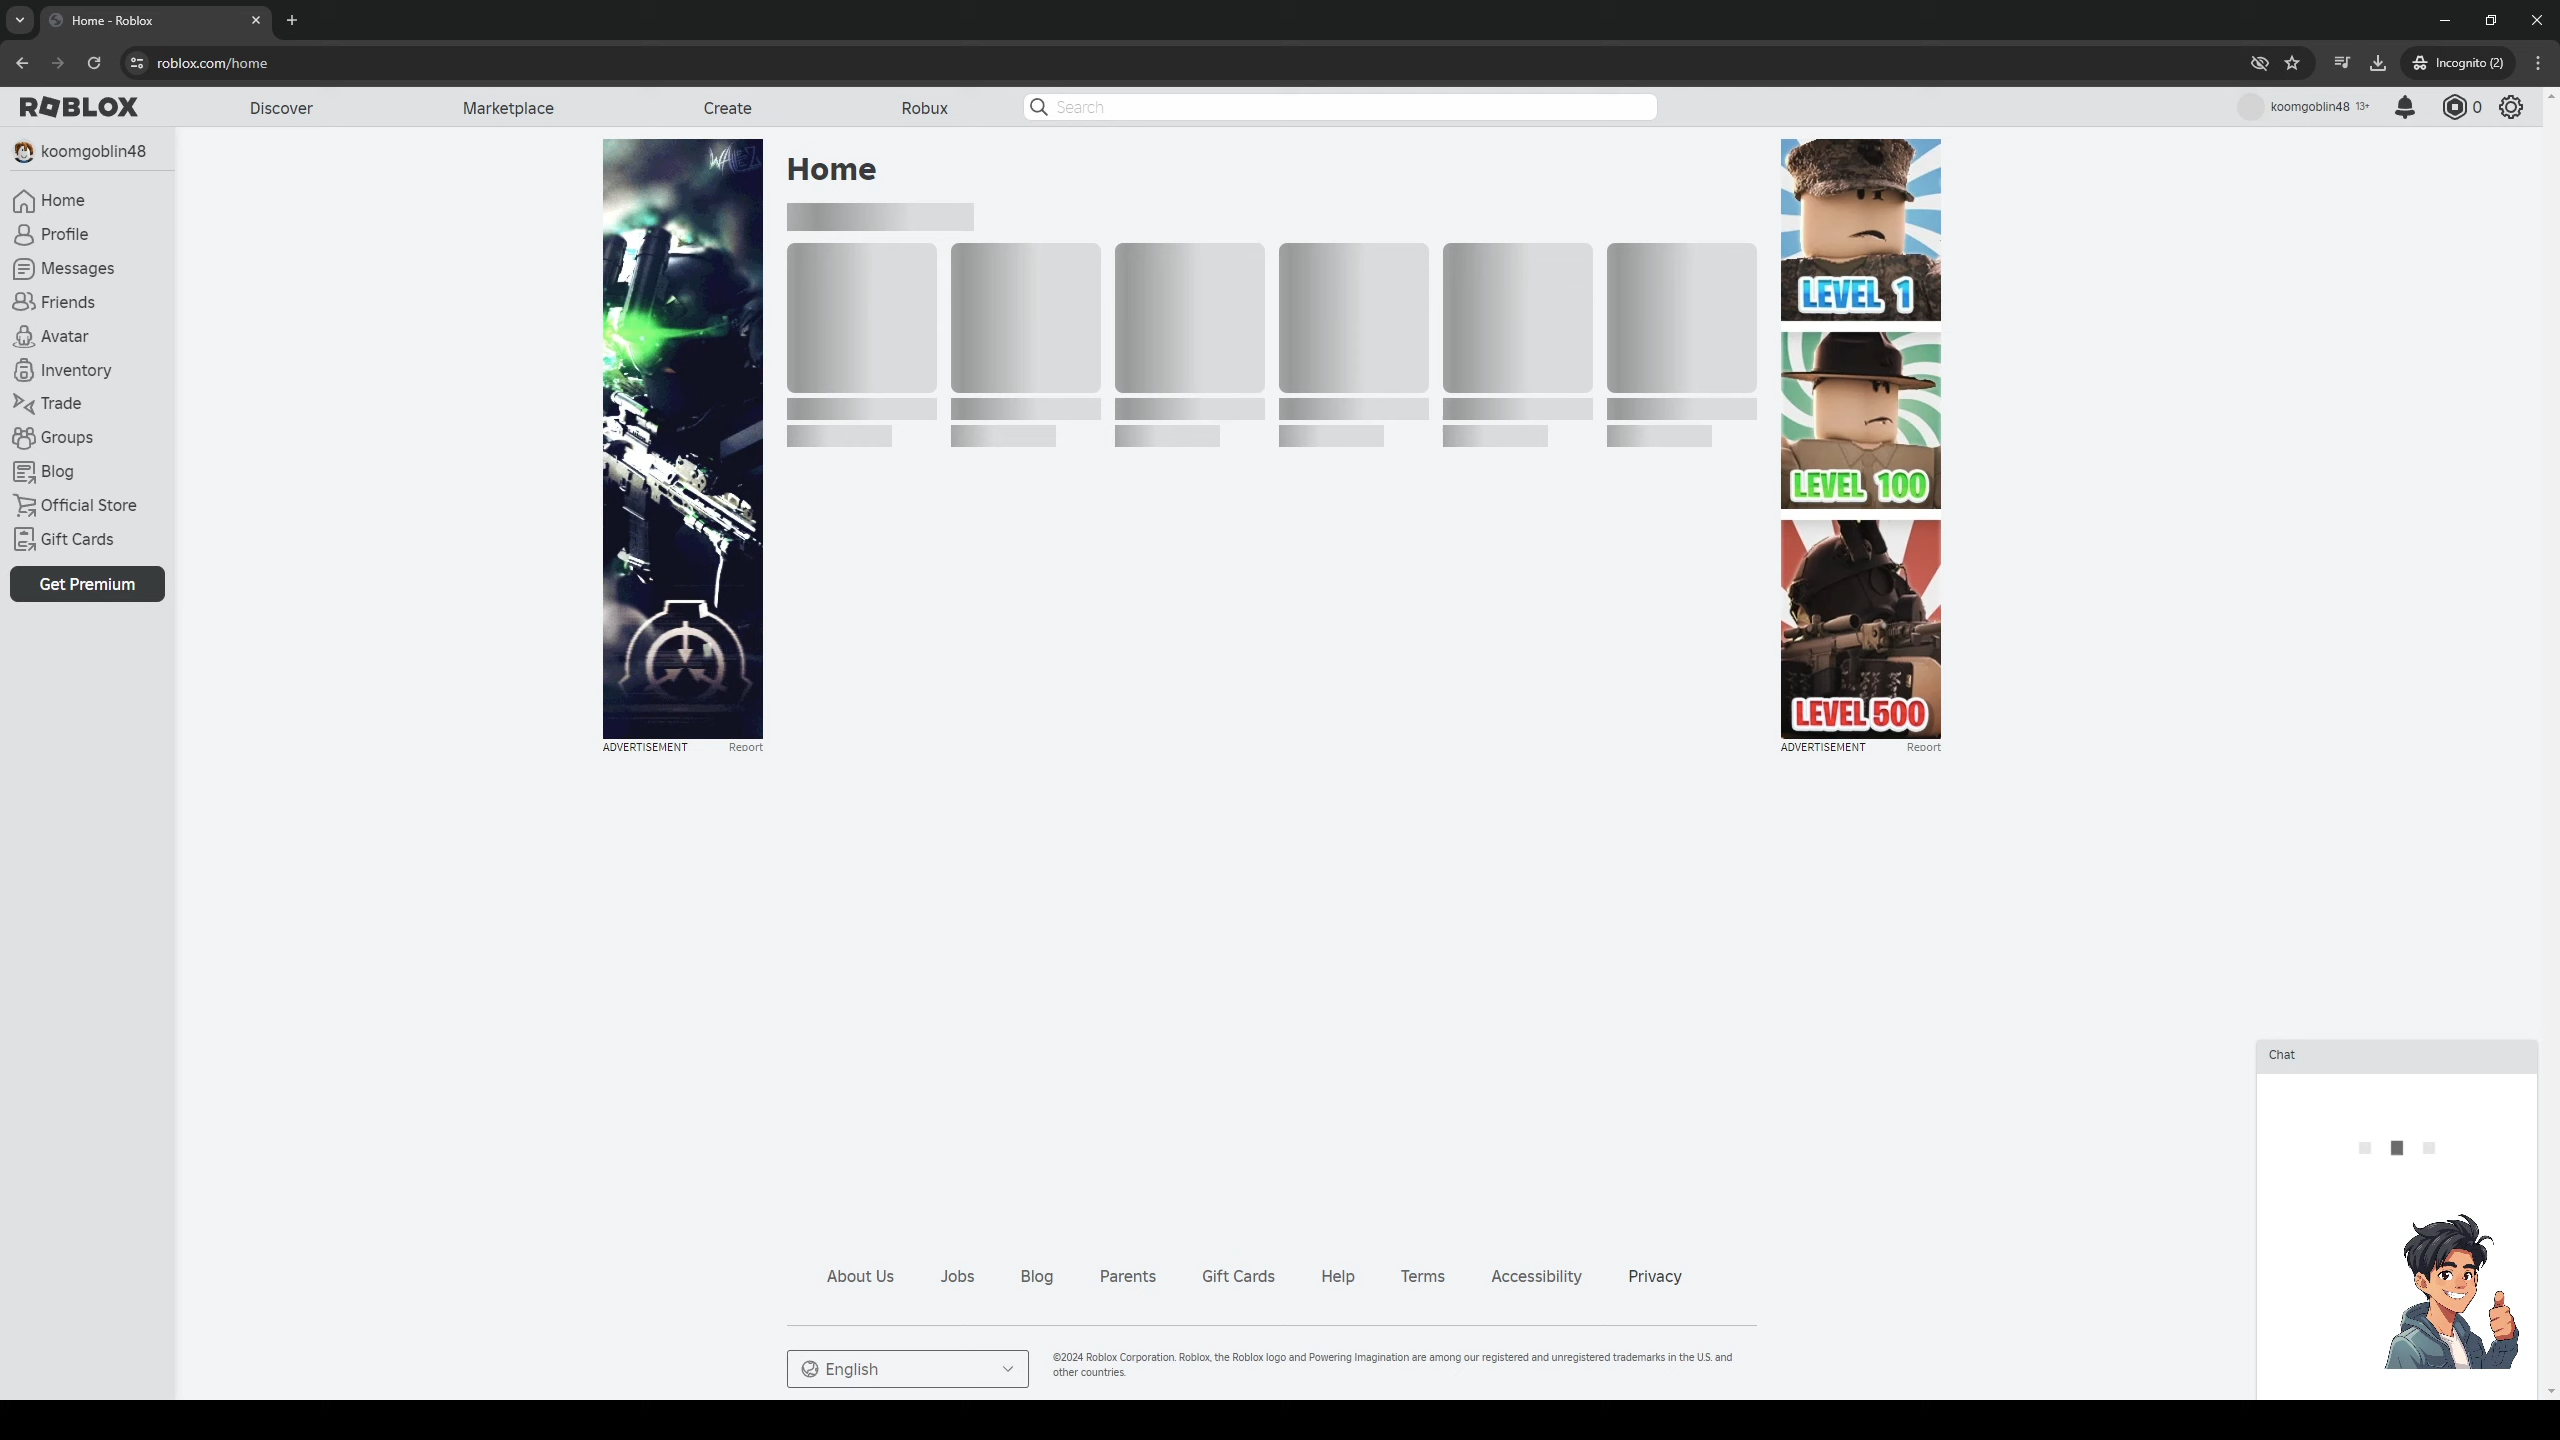 Home - Roblox
roblox.com/home
Incognito (2)
ROBLOX
Discover
Marketplace
Create
Robux
Search
koomgoblin48 13+
0
koomgoblin48
Home
Profile
Messages
Friends
Avatar
Inventory
Trade
Groups
Blog
Official Store
Gift Cards
Get Premium
ADVERTISEMENT
Report
Home
LEVEL 1
LEVEL 100
LEVEL 500
ADVERTISEMENT
Report
Chat
About Us
Jobs
Blog
Parents
Gift Cards
Help
Terms
Accessibility
Privacy
English
©2024 Roblox Corporation. Roblox, the Roblox logo and Powering Imagination are among our registered and unregistered trademarks in the U.S. and
other countries.